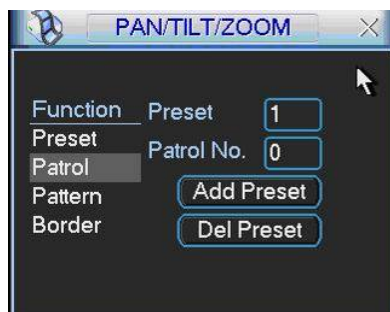 PAN/TILT/ZOOM
Function
Preset
Patrol
Pattern
Border
Preset 1
Patrol No. 0
Add Preset
Del Preset